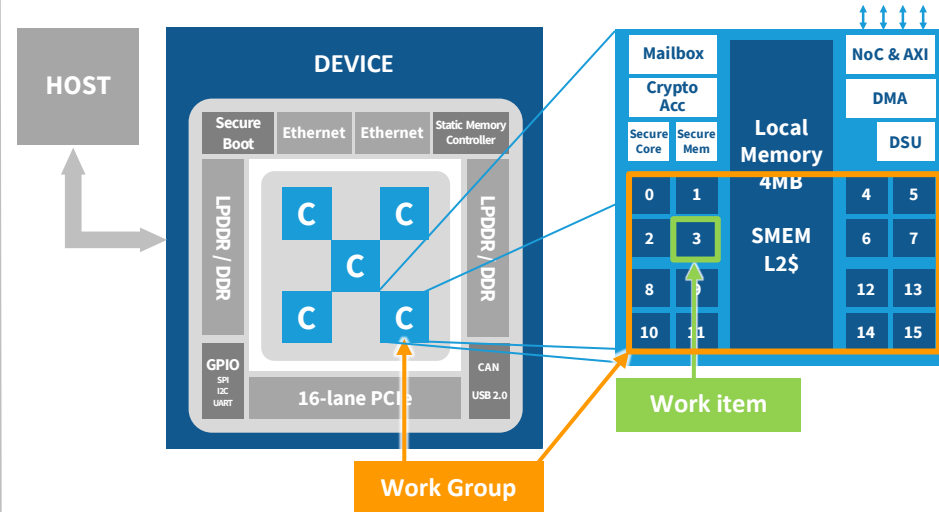 HOST
DEVICE
Secure
Boot
Ethernet
Ethernet
Static Memory
Controller
LPDDR / DDR
LPDDR / DDR
C
C
C
C
C
GPIO
SPI
I2C
UART
16-lane PCIe
CAN
USB 2.0
Mailbox
Crypto
Acc
Secure
Core
Secure
Mem
Local
Memory
4MB
SMEM
L2$
NoC & AXI
DMA
DSU
0
1
2
3
8
9
10
11
4
5
6
7
12
13
14
15
Work item
Work Group